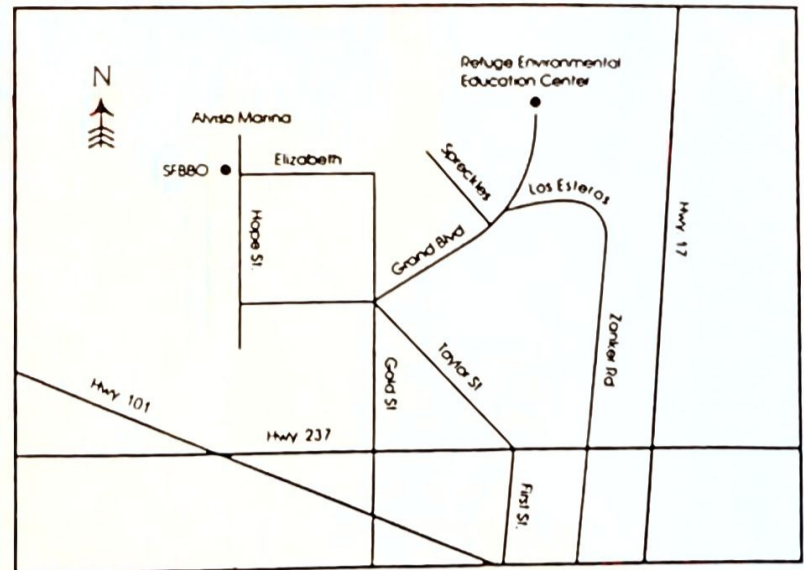 Refuge Environmental
Education Center
N
Alviso Marina
SFBBO
Elizabeth
Spreckles
Los Esteros
Hope St.
Grand Blvd
Hwy 17
Gold St
Taylor St
Zanker Rd
Hwy 101
Hwy 237
First St.